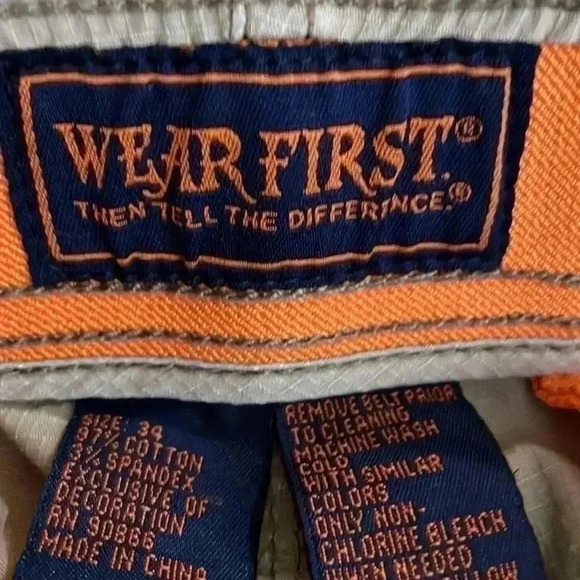 WEAR FIRST.®
THEN TELL THE DIFFERENCE.®
SIZE: 34
97% COTTON
3% SPANDEX
EXCLUSIVE OF
DECORATION
RN 90886
MADE IN CHINA
REMOVE BELT PRIOR
TO CLEANING
MACHINE WASH
COLD
WITH SIMILAR
COLORS
ONLY NON-
CHLORINE BLEACH
WHEN NEEDED